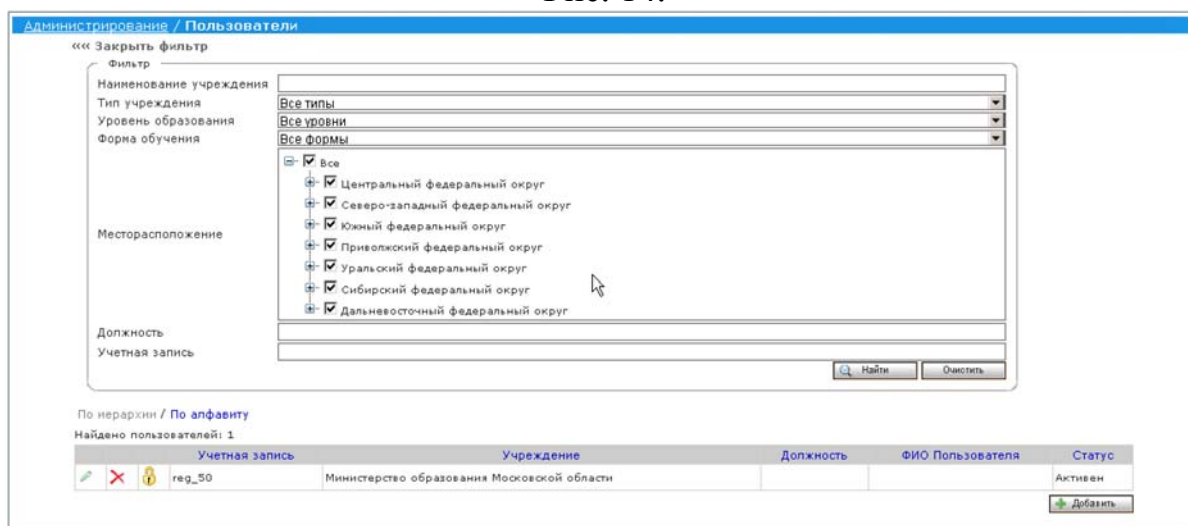 Администрирование / Пользователи
«« Закрыть фильтр
Фильтр
Наименование учреждения
Тип учреждения Все типы
Уровень образования Все уровни
Форма обучения Все формы
Все
Центральный федеральный округ
Северо-западный федеральный округ
Южный федеральный округ
Месторасположение
Приволжский федеральный округ
Уральский федеральный округ
Сибирский федеральный округ
Дальневосточный федеральный округ
Должность
Учетная запись
Найти Очистить
По иерархии / По алфавиту
Найдено пользователей: 1
Учетная запись Учреждение Должность ФИО Пользователя Статус
reg_50 Министерство образования Московской области Активен
Добавить